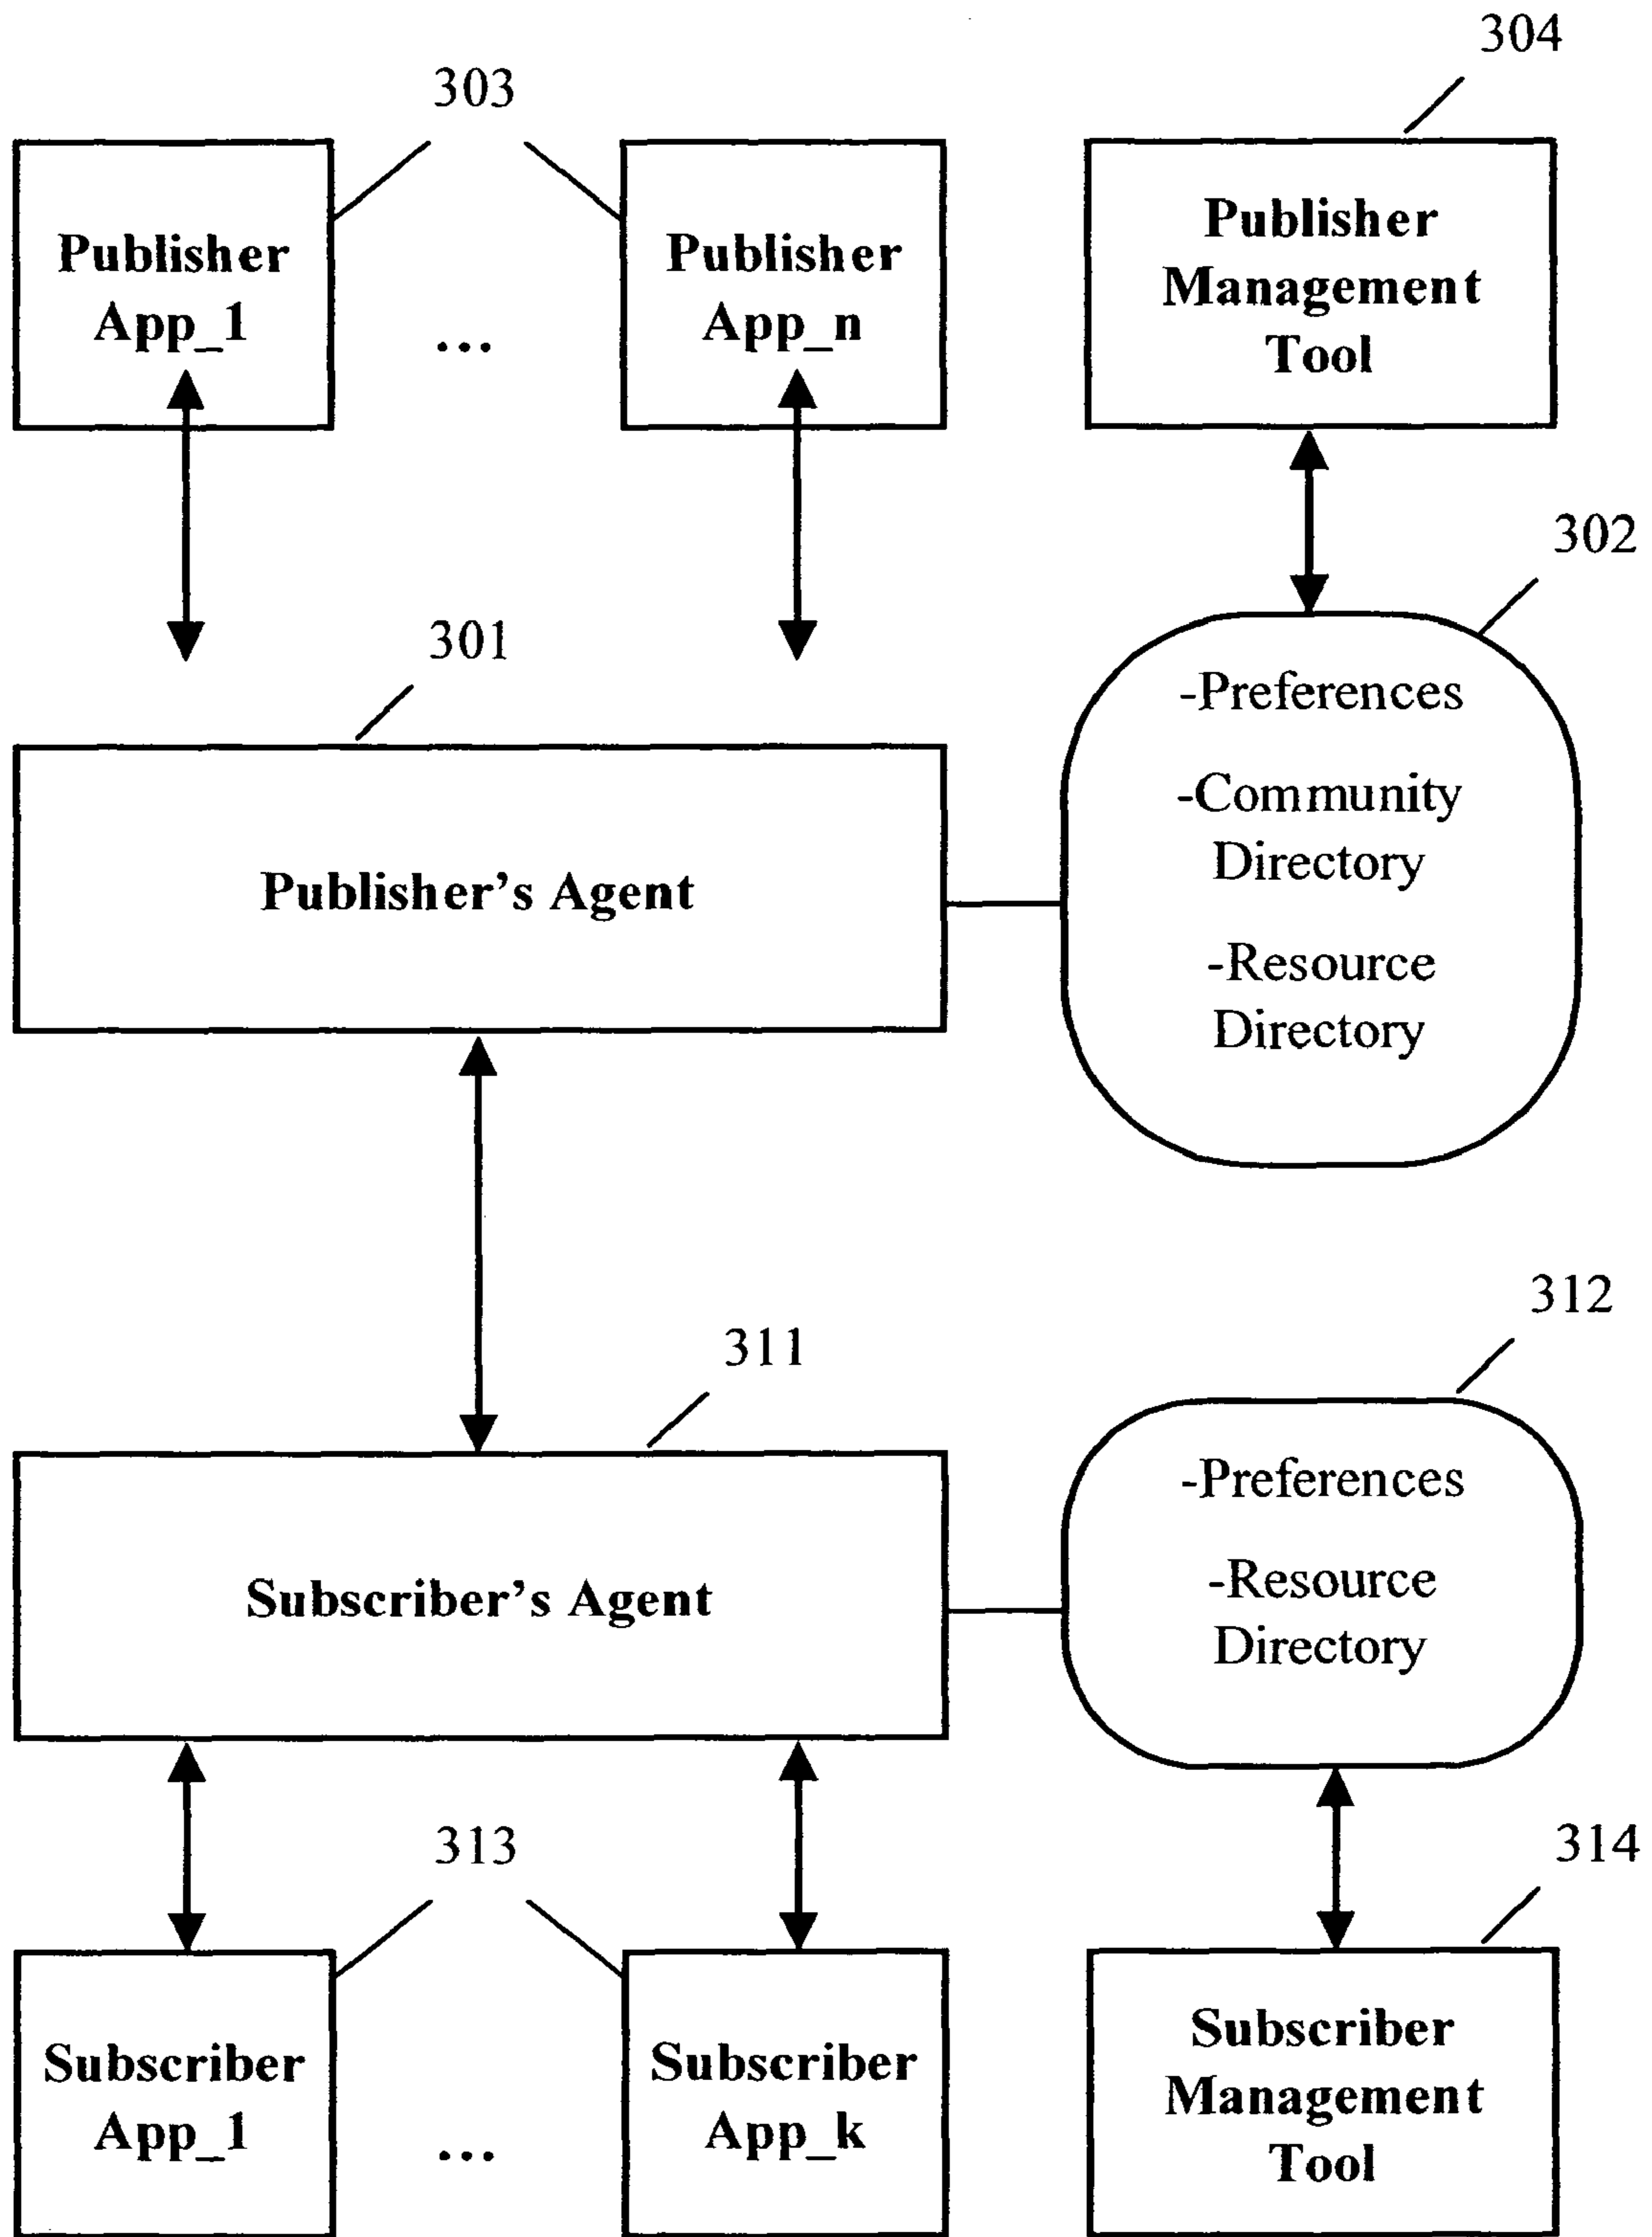 304
303
Publisher
App_1
...
Publisher
App_n
Publisher
Management
Tool
302
301
Publisher's Agent
-Preferences
-Community
Directory
-Resource
Directory
312
311
Subscriber's Agent
-Preferences
-Resource
Directory
313
314
Subscriber
App_1
...
Subscriber
App_k
Subscriber
Management
Tool